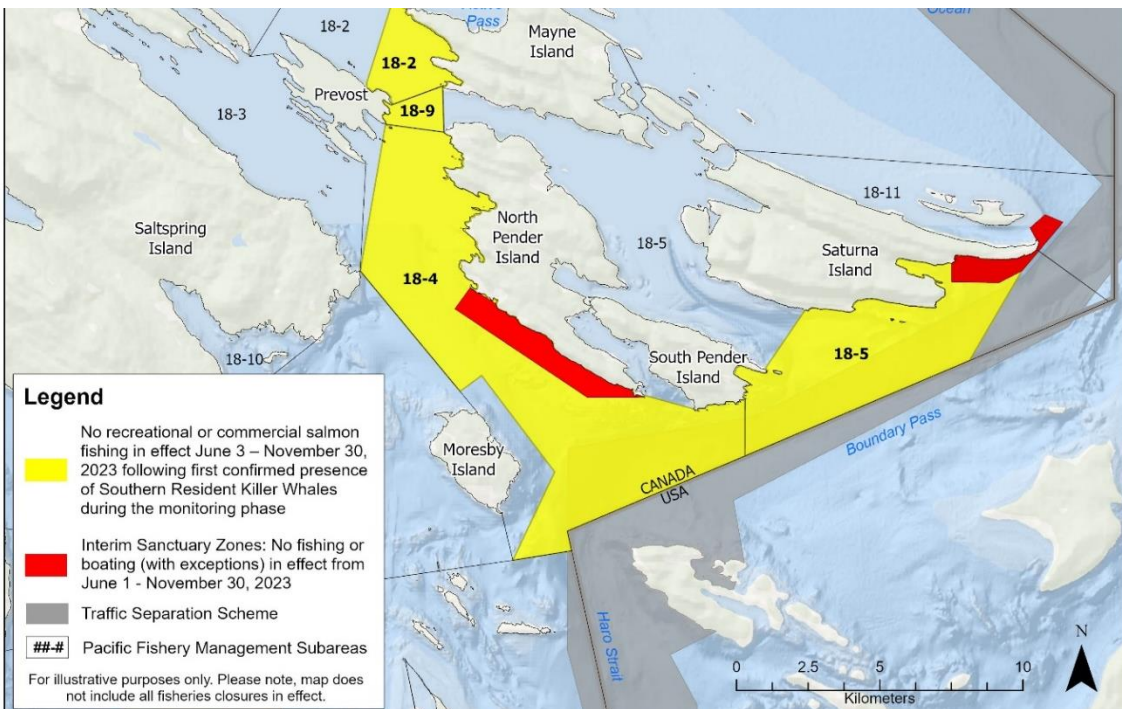 Active
Pass
Ocean
18-2
Mayne
Island
18-2
Prevost
18-9
18-3
18-11
North
Pender
Island
Saltspring
Island
18-5
Saturna
Island
18-4
18-10
South Pender
Island
18-5
Moresby
Island
Boundary Pass
CANADA
USA
Haro Strait
Legend
No recreational or commercial salmon
fishing in effect June 3 – November 30,
2023 following first confirmed presence
of Southern Resident Killer Whales
during the monitoring phase
Interim Sanctuary Zones: No fishing or
boating (with exceptions) in effect from
June 1 - November 30, 2023
Traffic Separation Scheme
##-# Pacific Fishery Management Subareas
For illustrative purposes only. Please note, map does
not include all fisheries closures in effect.
N
0 2.5 5 10
Kilometers